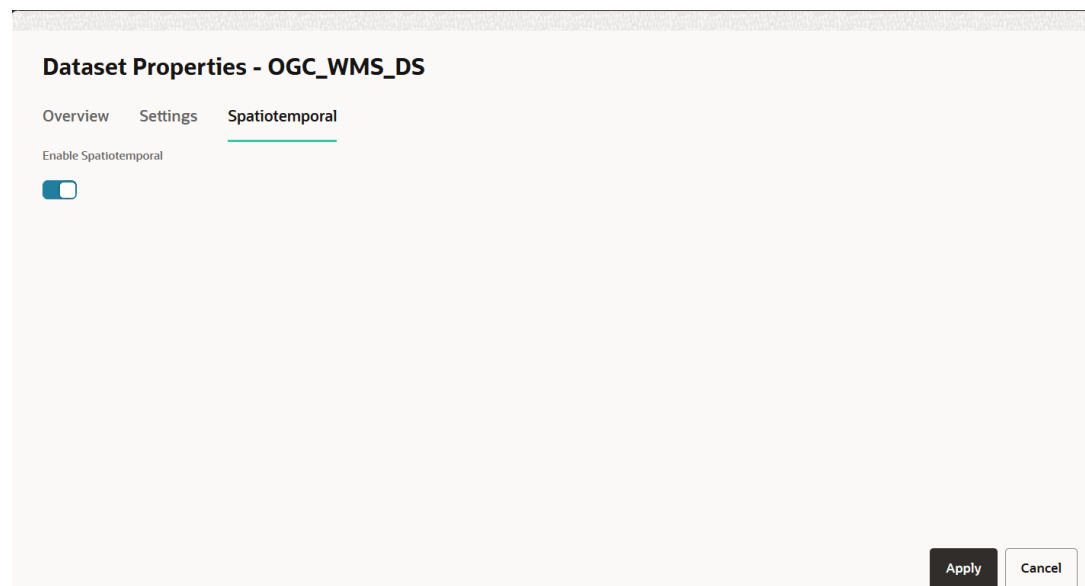 Dataset Properties - OGC_WMS_DS
Overview Settings Spatiotemporal
Enable Spatiotemporal
Apply Cancel